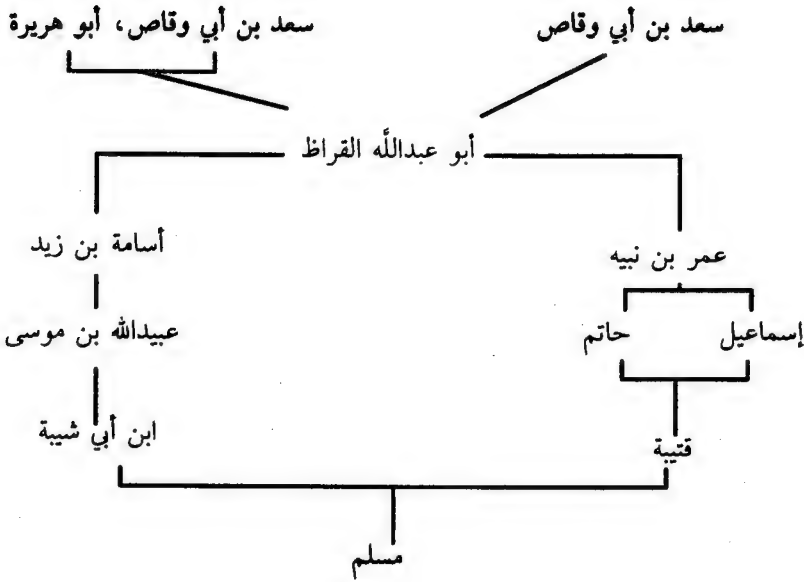 سعد بن أبي وقاص
سعد بن أبي وقاص، أبو هريرة
أبو عبدالله القراظ
عمر بن نبيه
أسامة بن زيد
إسماعيل
حاتم
عبيدالله بن موسى
قتيبة
ابن أبي شيبة
مسلم